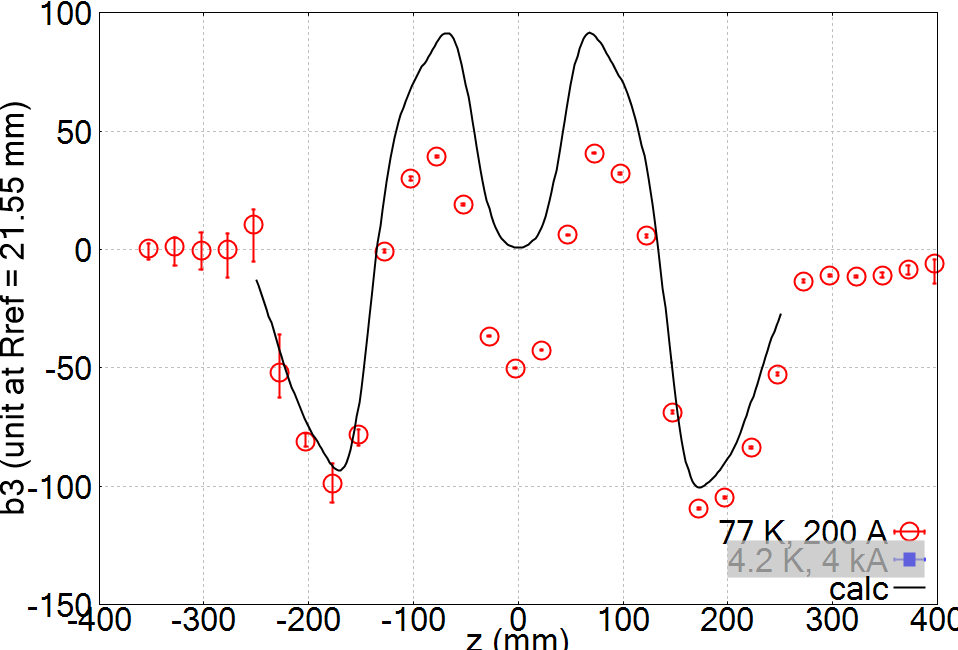 100
50
0
-50
-100
-150
b3 (unit at Rref = 21.55 mm)
77 K, 200 A
4.2 K, 4 kA
calc
-400 -300 -200 -100 0 100 200 300 400
z (mm)